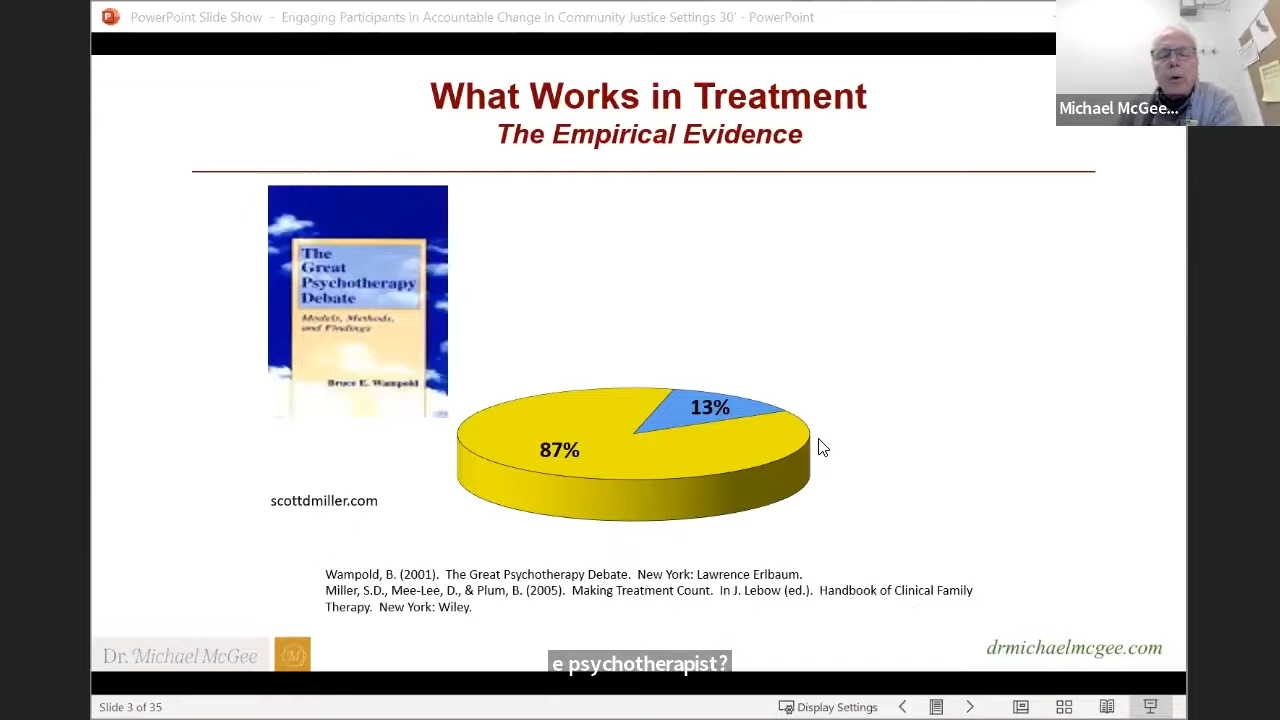 PowerPoint Slide Show - Engaging Participants in Accountable Change in Community Justice Settings 30' - PowerPoint
Michael McGee...
What Works in Treatment
The Empirical Evidence
The
Great
Psychotherapy
Debate
Models, Methods,
and Findings
Bruce E. Wampold
13%
87%
scottdmiller.com
Wampold, B. (2001). The Great Psychotherapy Debate. New York: Lawrence Erlbaum.
Miller, S.D., Mee-Lee, D., & Plum, B. (2005). Making Treatment Count. In J. Lebow (ed.). Handbook of Clinical Family
Therapy. New York: Wiley.
Dr. Michael McGee
M
drmichaelmcgee.com
e psychotherapist?
Slide 3 of 35
Display Settings